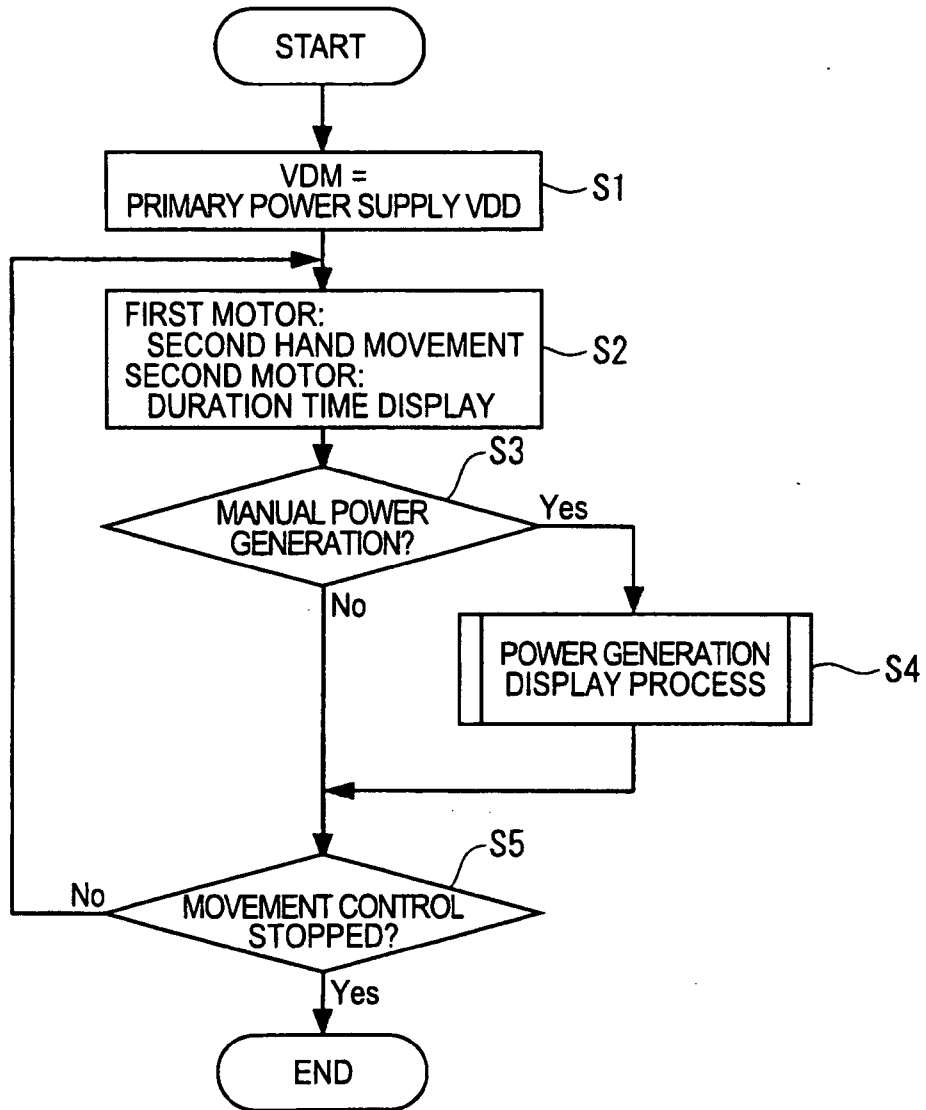 START
VDM =
PRIMARY POWER SUPPLY VDD
S1
FIRST MOTOR:
SECOND HAND MOVEMENT
SECOND MOTOR:
DURATION TIME DISPLAY
S2
S3
MANUAL POWER
GENERATION?
Yes
No
POWER GENERATION
DISPLAY PROCESS
S4
S5
No
MOVEMENT CONTROL
STOPPED?
Yes
END